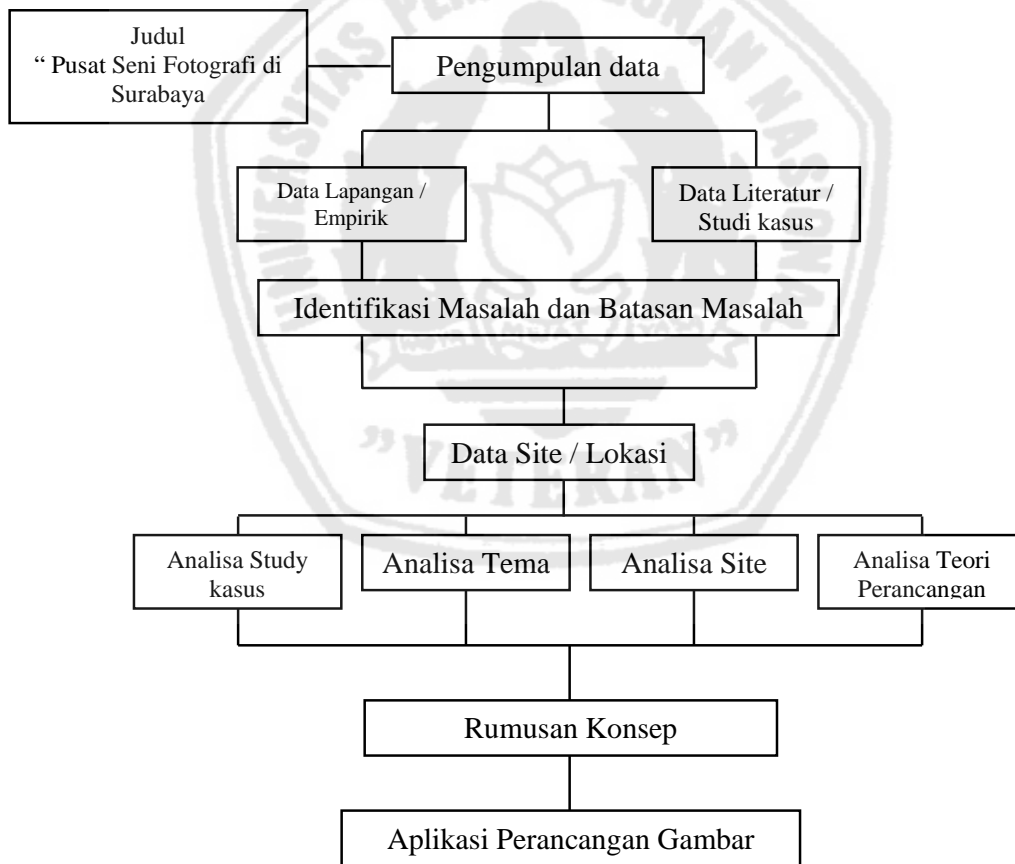 Judul
“ Pusat Seni Fotografi di
Surabaya
Pengumpulan data
Data Lapangan /
Empirik
Data Literatur /
Studi kasus
Identifikasi Masalah dan Batasan Masalah
Data Site / Lokasi
Analisa Study
kasus
Analisa Tema
Analisa Site
Analisa Teori
Perancangan
Rumusan Konsep
Aplikasi Perancangan Gambar
"VETERAN"